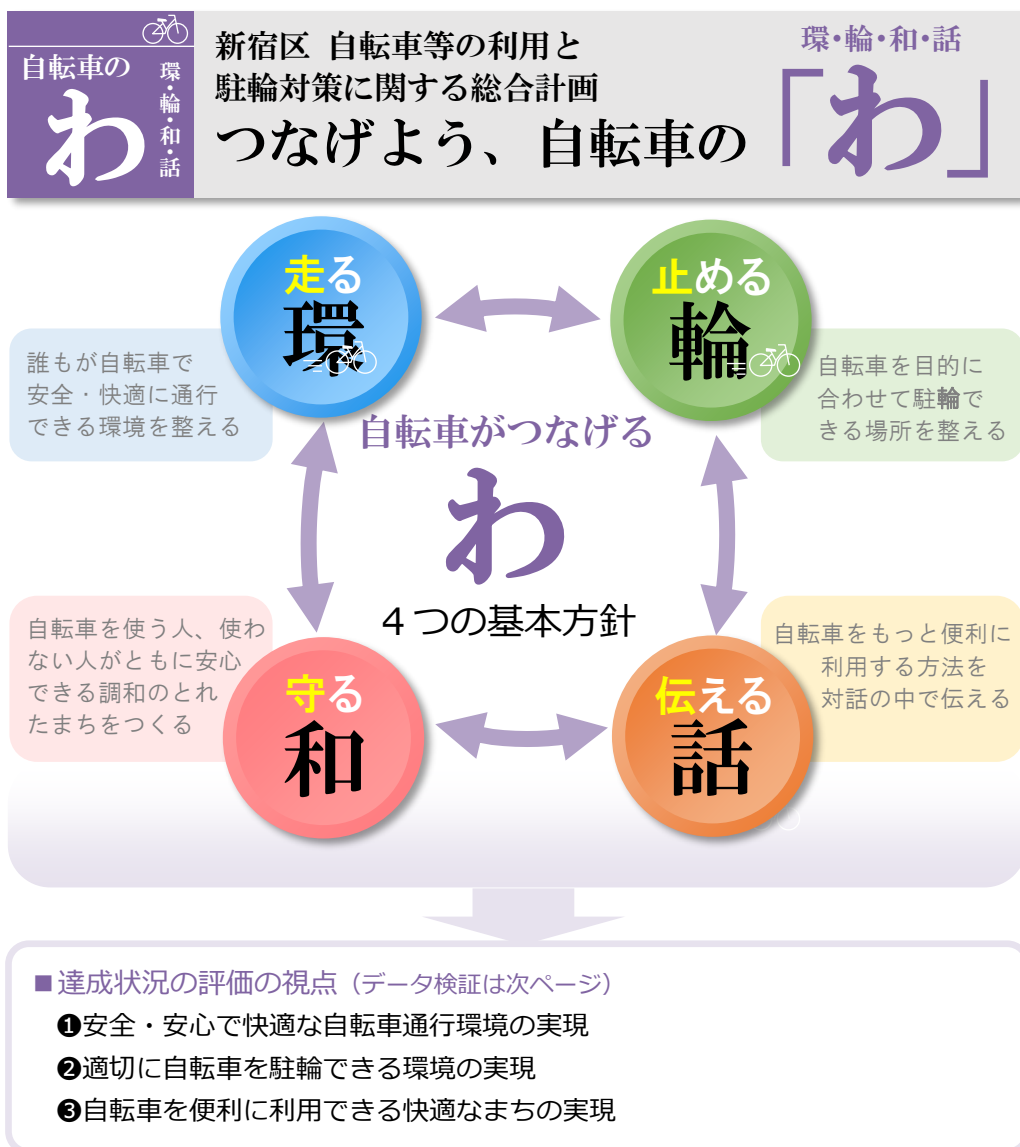 自転車の
わ
環・輪・和・話
新宿区 自転車等の利用と
駐輪対策に関する総合計画
環・輪・和・話
つなげよう、自転車の「わ」
走る
環
止める
輪
誰もが自転車で
安全・快適に通行
できる環境を整える
自転車を目的に
合わせて駐輪で
きる場所を整える
自転車がつなげる
わ
4つの基本方針
自転車を使う人、使わ
ない人がともに安心
できる調和のとれ
たまちをつくる
自転車をもっと便利に
利用する方法を
対話の中で伝える
守る
和
伝える
話
■達成状況の評価の視点（データ検証は次ページ）
❶安全・安心で快適な自転車通行環境の実現
❷適切に自転車を駐輪できる環境の実現
❸自転車を便利に利用できる快適なまちの実現